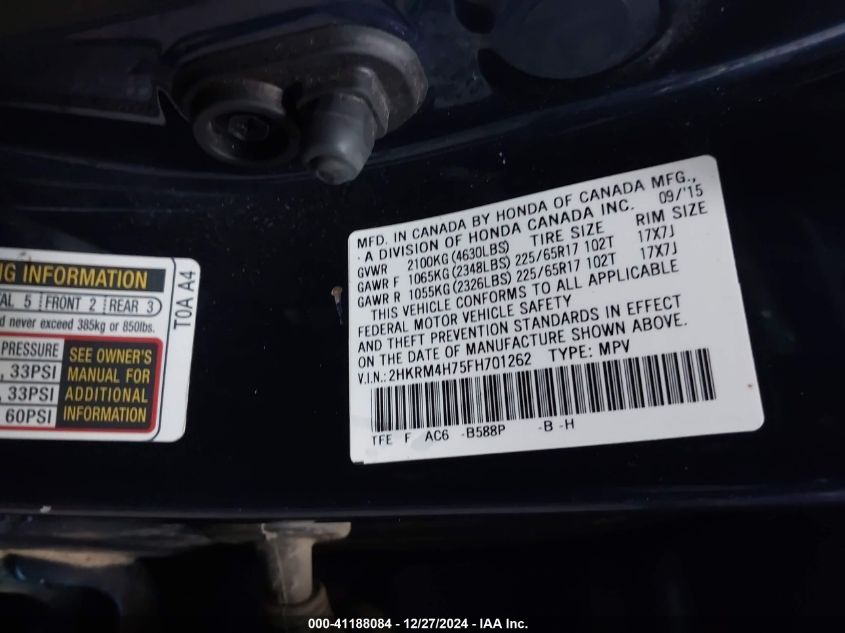 NG INFORMATION
TAL 5 FRONT 2 REAR 3
d never exceed 385kg or 850lbs.
PRESSURE
, 33PSI
, 33PSI
60PSI
SEE OWNER'S
MANUAL FOR
ADDITIONAL
INFORMATION
T0A A4
MFD. IN CANADA BY HONDA OF CANADA MFG.,
A DIVISION OF HONDA CANADA INC. 09/'15
GVWR 2100KG (4630LBS) TIRE SIZE RIM SIZE
GAWR F 1065KG (2348LBS) 225/65R17 102T 17X7J
GAWR R 1055KG (2326LBS) 225/65R17 102T 17X7J
THIS VEHICLE CONFORMS TO ALL APPLICABLE
FEDERAL MOTOR VEHICLE SAFETY
AND THEFT PREVENTION STANDARDS IN EFFECT
ON THE DATE OF MANUFACTURE SHOWN ABOVE.
V.I.N.: 2HKRM4H75FH701262 TYPE: MPV
TFE F AC6 -B588P -B -H
000-41188084 - 12/27/2024 - IAA Inc.